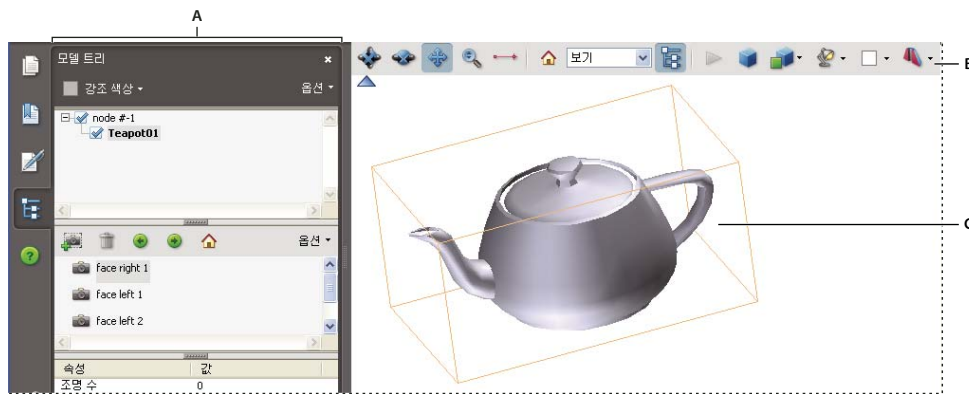 A
모델 트리
강조 색상
옵션
보기
B
node #-1
Teapot01
C
옵션
face right 1
face left 1
face left 2
속성 값
조명 수 0